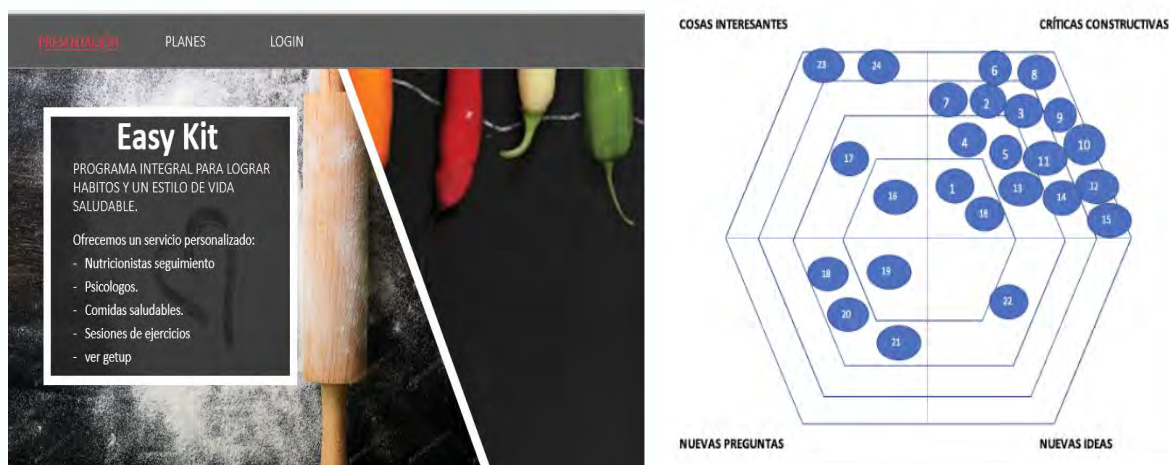 PRESENTACIÓN
PLANES
LOGIN
Easy Kit
PROGRAMA INTEGRAL PARA LOGRAR
HABITOS Y UN ESTILO DE VIDA
SALUDABLE.
Ofrecemos un servicio personalizado:
- Nutricionistas seguimiento
- Psicologos.
- Comidas saludables.
- Sesiones de ejercicios
- ver getup
COSAS INTERESANTES
CRÍTICAS CONSTRUCTIVAS
23
24
6
8
7
2
3
9
4
5
11
10
17
16
1
18
13
14
12
15
18
19
20
21
22
NUEVAS PREGUNTAS
NUEVAS IDEAS